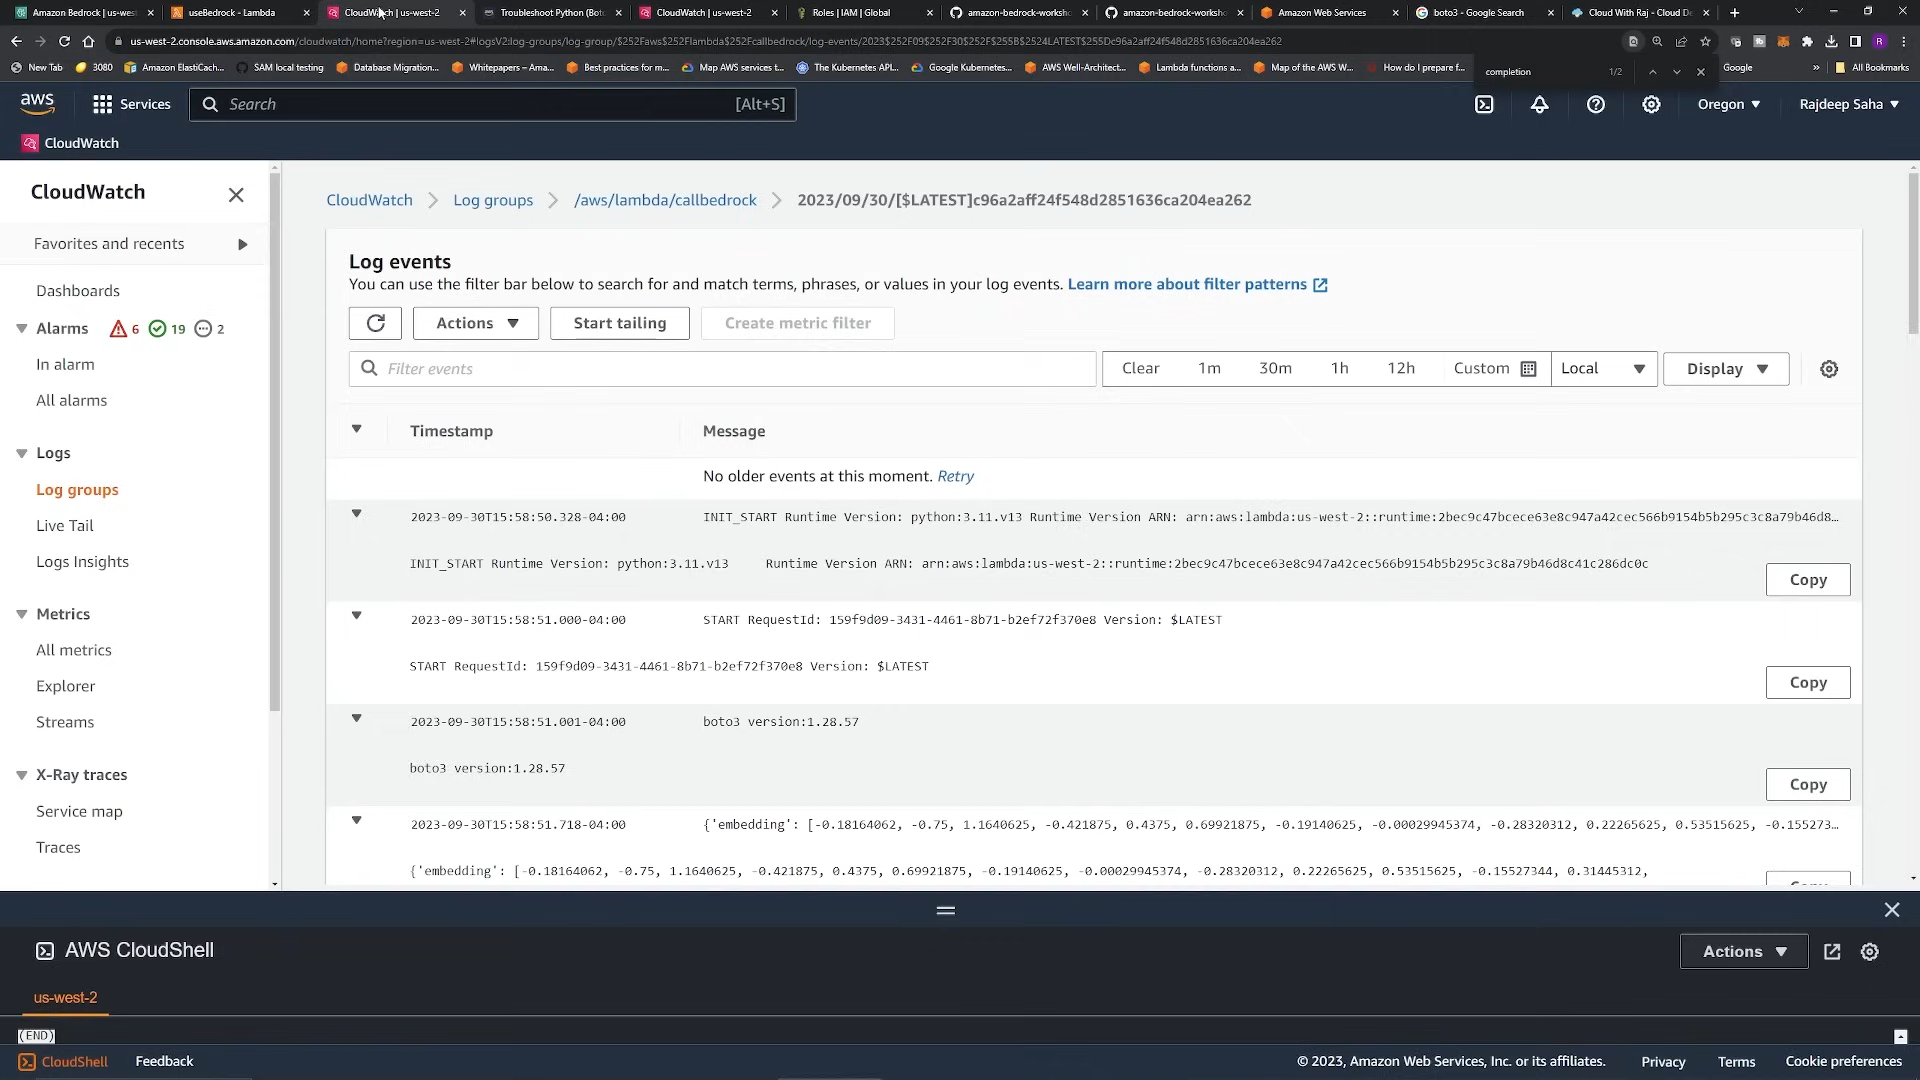 Amazon Bedrock | us-wes
useBedrock - Lambda
CloudWatch | us-west-2
Troubleshoot Python (Bot
CloudWatch | us-west-2
Roles | IAM | Global
amazon-bedrock-worksh
amazon-bedrock-worksh
Amazon Web Services
boto3 - Google Search
Cloud With Raj - Cloud De
us-west-2.console.aws.amazon.com/cloudwatch/home?region=us-west-2#logsV2:log-groups/log-group/$252Faws$252Flambda$252Fcallbedrock/log-events/2023$252F09$252F30$252F$255B$2524LATEST$255Dc96a2aff24f548d2851636ca204ea262
New Tab
3080
Amazon ElastiCach...
SAM local testing
Database Migration...
Whitepapers – Ama...
Best practices for m...
Map AWS services t...
The Kubernetes API...
Google Kubernetes...
AWS Well-Architect...
Lambda functions a...
Map of the AWS W...
How do I prepare f...
completion
1/2
Google
»
All Bookmarks
aws
Services
Search
[Alt+S]
Oregon
Rajdeep Saha
CloudWatch
CloudWatch
Favorites and recents
Dashboards
Alarms 6 19 2
In alarm
All alarms
Logs
Log groups
Live Tail
Logs Insights
Metrics
All metrics
Explorer
Streams
X-Ray traces
Service map
Traces
CloudWatch
Log groups
/aws/lambda/callbedrock
2023/09/30/[$LATEST]c96a2aff24f548d2851636ca204ea262
Log events
You can use the filter bar below to search for and match terms, phrases, or values in your log events. Learn more about filter patterns
Actions
Start tailing
Create metric filter
Filter events
Clear
1m
30m
1h
12h
Custom
Local
Display
Timestamp
Message
No older events at this moment. Retry
2023-09-30T15:58:50.328-04:00
INIT_START Runtime Version: python:3.11.v13 Runtime Version ARN: arn:aws:lambda:us-west-2::runtime:2bec9c47bcece63e8c947a42cec566b9154b5b295c3c8a79b46d8…
INIT_START Runtime Version: python:3.11.v13 Runtime Version ARN: arn:aws:lambda:us-west-2::runtime:2bec9c47bcece63e8c947a42cec566b9154b5b295c3c8a79b46d8c41c286dc0c
Copy
2023-09-30T15:58:51.000-04:00
START RequestId: 159f9d09-3431-4461-8b71-b2ef72f370e8 Version: $LATEST
START RequestId: 159f9d09-3431-4461-8b71-b2ef72f370e8 Version: $LATEST
Copy
2023-09-30T15:58:51.001-04:00
boto3 version:1.28.57
boto3 version:1.28.57
Copy
2023-09-30T15:58:51.718-04:00
{'embedding': [-0.18164062, -0.75, 1.1640625, -0.421875, 0.4375, 0.69921875, -0.19140625, -0.00029945374, -0.28320312, 0.22265625, 0.53515625, -0.155273…
{'embedding': [-0.18164062, -0.75, 1.1640625, -0.421875, 0.4375, 0.69921875, -0.19140625, -0.00029945374, -0.28320312, 0.22265625, 0.53515625, -0.15527344, 0.31445312,
AWS CloudShell
Actions
us-west-2
(END)
CloudShell
Feedback
© 2023, Amazon Web Services, Inc. or its affiliates.
Privacy
Terms
Cookie preferences